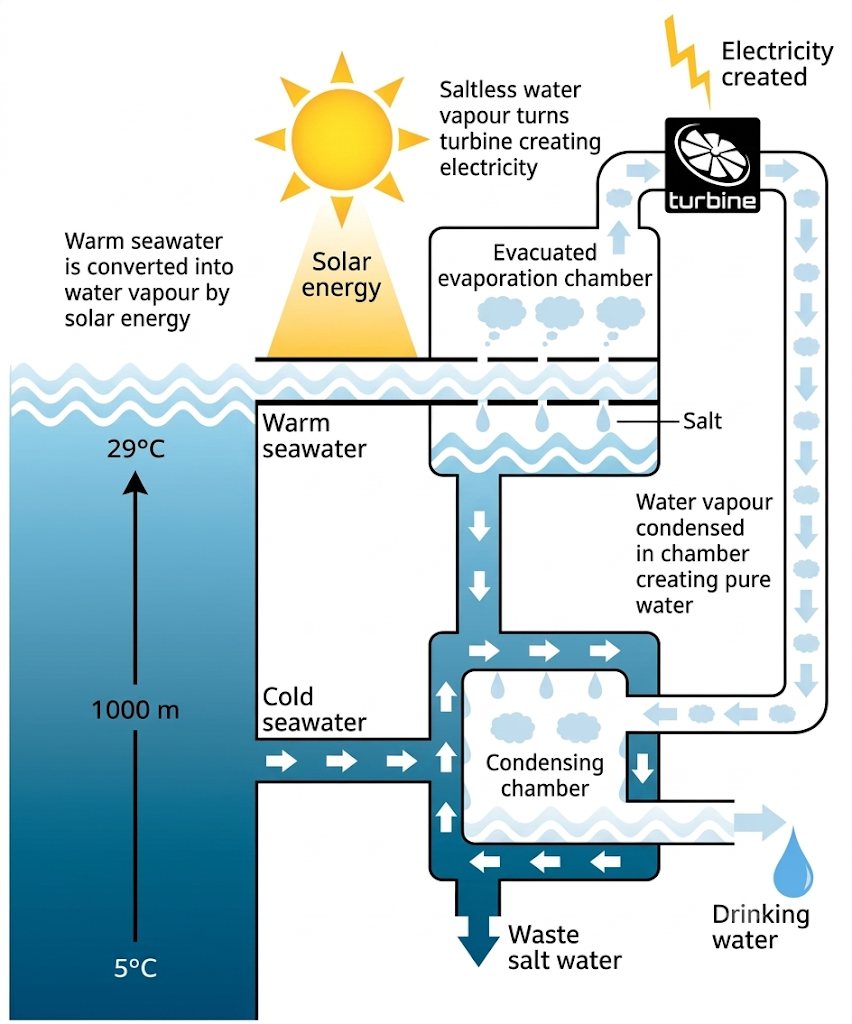 Electricity
created
Saltless water
vapour turns
turbine creating
electricity
turbine
Warm seawater
is converted into
water vapour by
solar energy
Solar
energy
Evacuated
evaporation chamber
Warm
seawater
Salt
29°C
Water vapour
condensed
in chamber
creating pure
water
1000 m
Cold
seawater
Condensing
chamber
Drinking
water
Waste
salt water
5°C